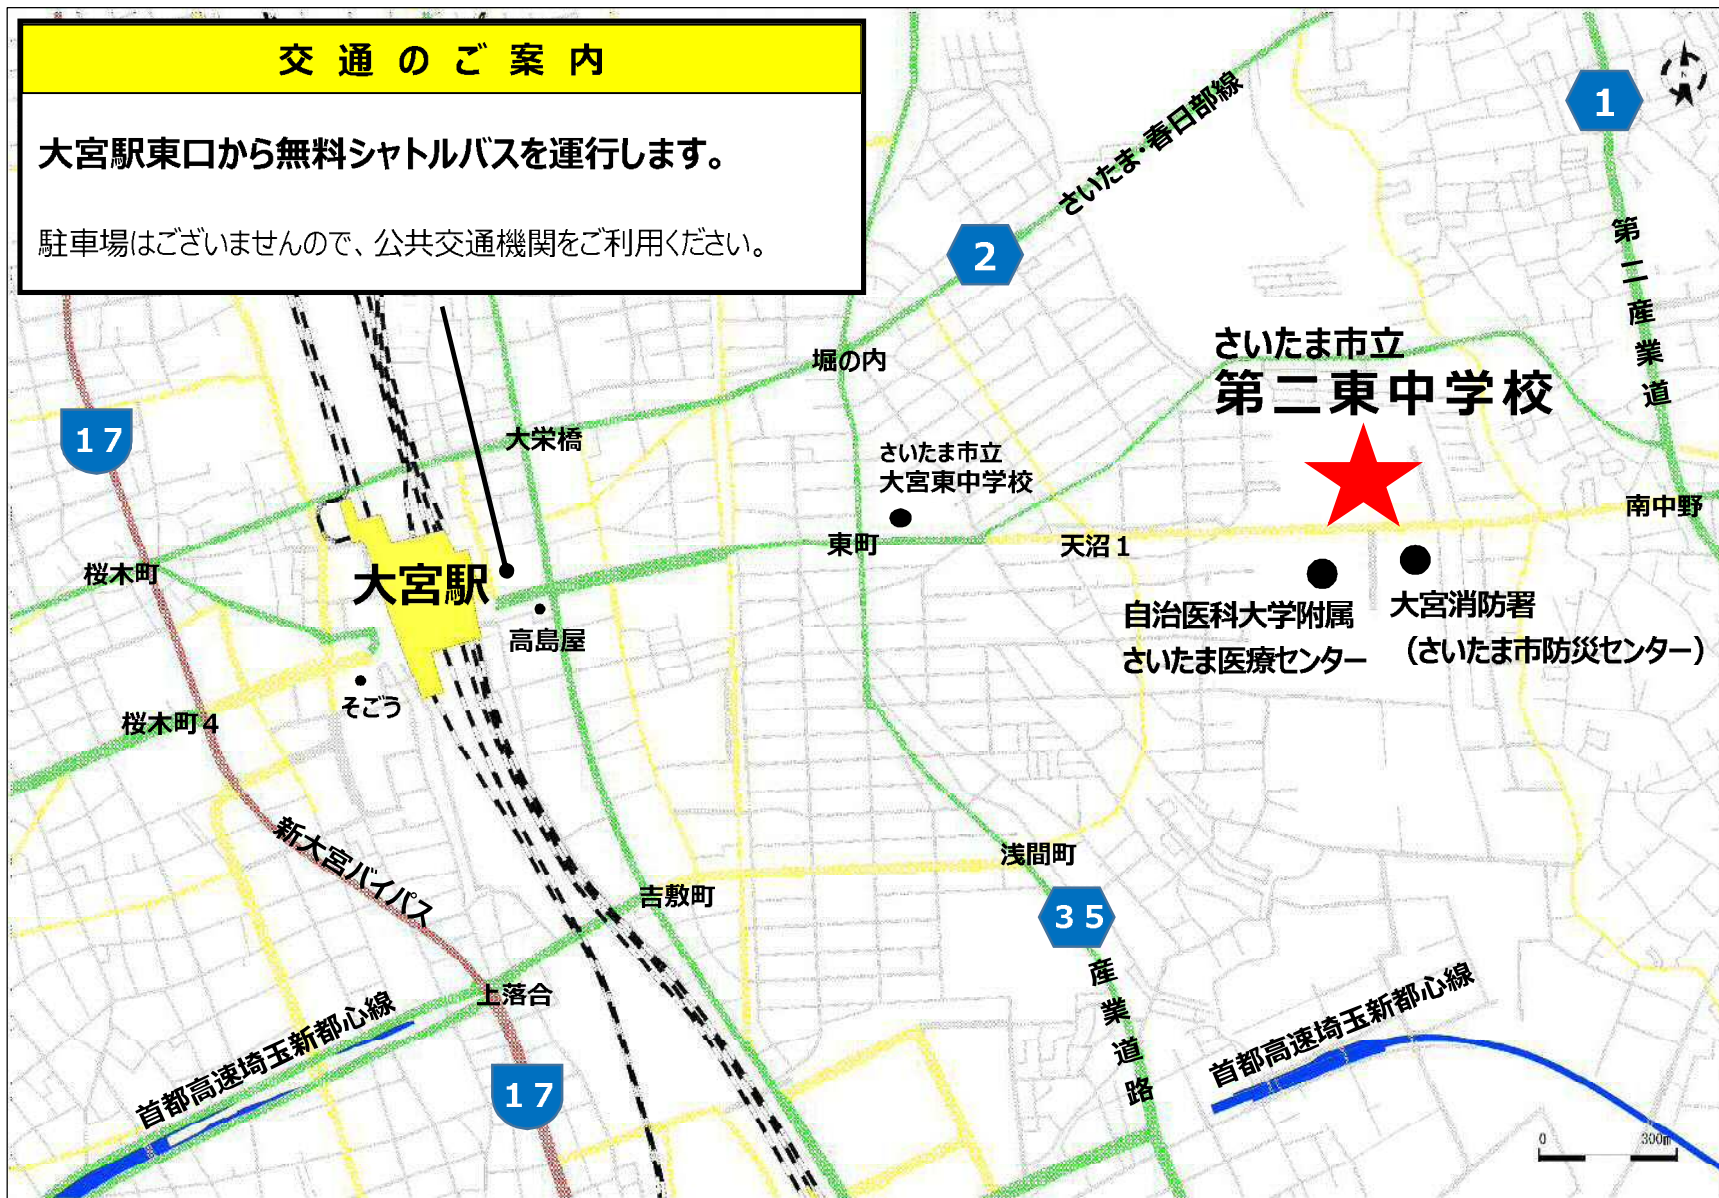 交通のご案内
大宮駅東口から無料シャトルバスを運行します。
駐車場はございませんので、公共交通機関をご利用ください。
1
N
さいたま・春日部線
2
第二産業道
さいたま市立
第二東中学校
堀の内
17
大栄橋
さいたま市立
大宮東中学校
南中野
東町
天沼1
桜木町
大宮駅
高島屋
自治医科大学附属
さいたま医療センター
大宮消防署
(さいたま市防災センター)
そごう
桜木町4
新大宮バイパス
浅間町
吉敷町
35
産業道路
上落合
首都高速埼玉新都心線
首都高速埼玉新都心線
17
0 300m